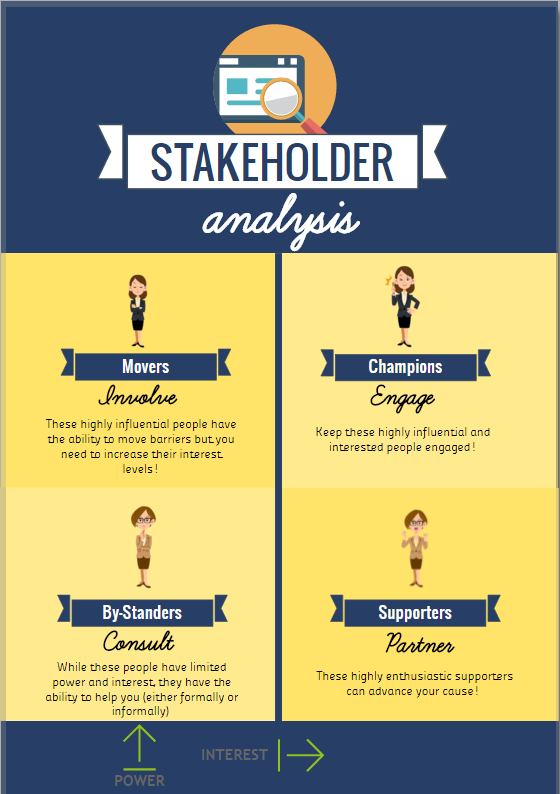 STAKEHOLDER
analysis
Movers
Involve
These highly influential people have
the ability to move barriers but you
need to increase their interest
levels!
Champions
Engage
Keep these highly influential and
interested people engaged!
By-Standers
Consult
While these people have limited
power and interest, they have the
ability to help you (either formally or
informally)
Supporters
Partner
These highly enthusiastic supporters
can advance your cause!
INTEREST
POWER